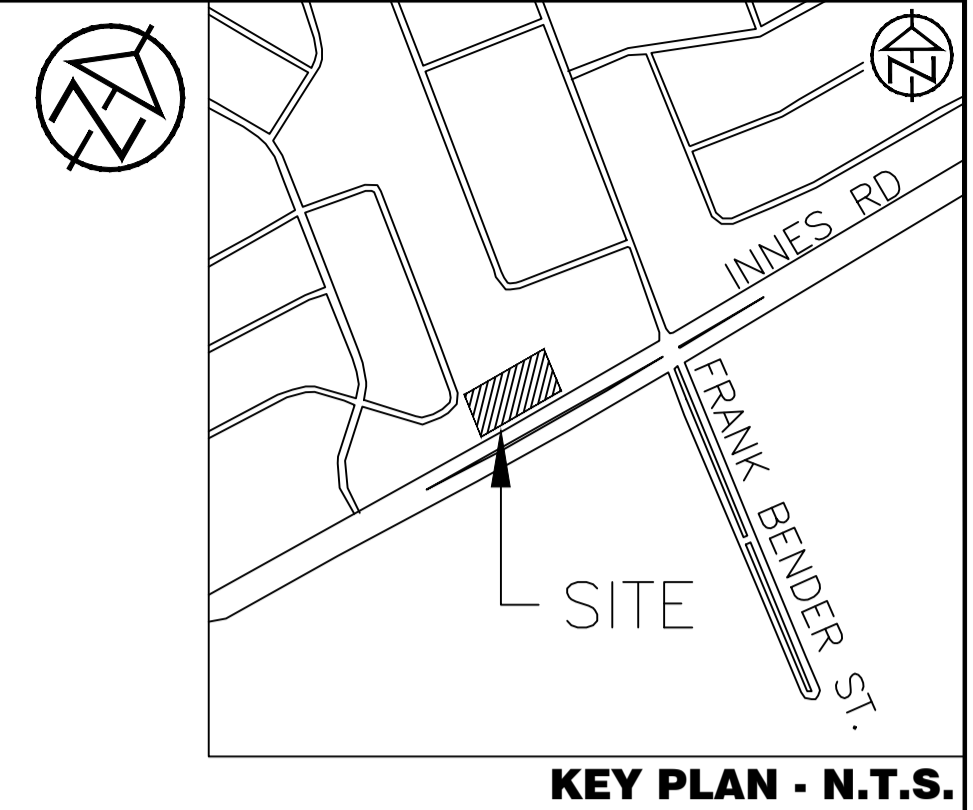 INNES RD
FRANK BENDER ST.
SITE
KEY PLAN - N.T.S.